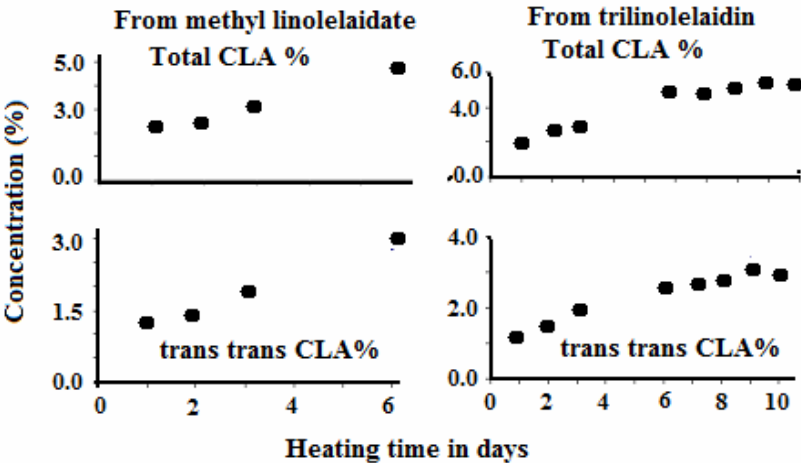 From methyl linolelaidate
Total CLA %
5.0
3.0
0.0
From trilinolelaidin
Total CLA %
6.0
4.0
.0.0
Concentration (%)
3.0
1.5
0.0
trans trans CLA%
0 2 4 6
4.0
2.0
0.0
trans trans CLA%
0 2 4 6 8 10
Heating time in days